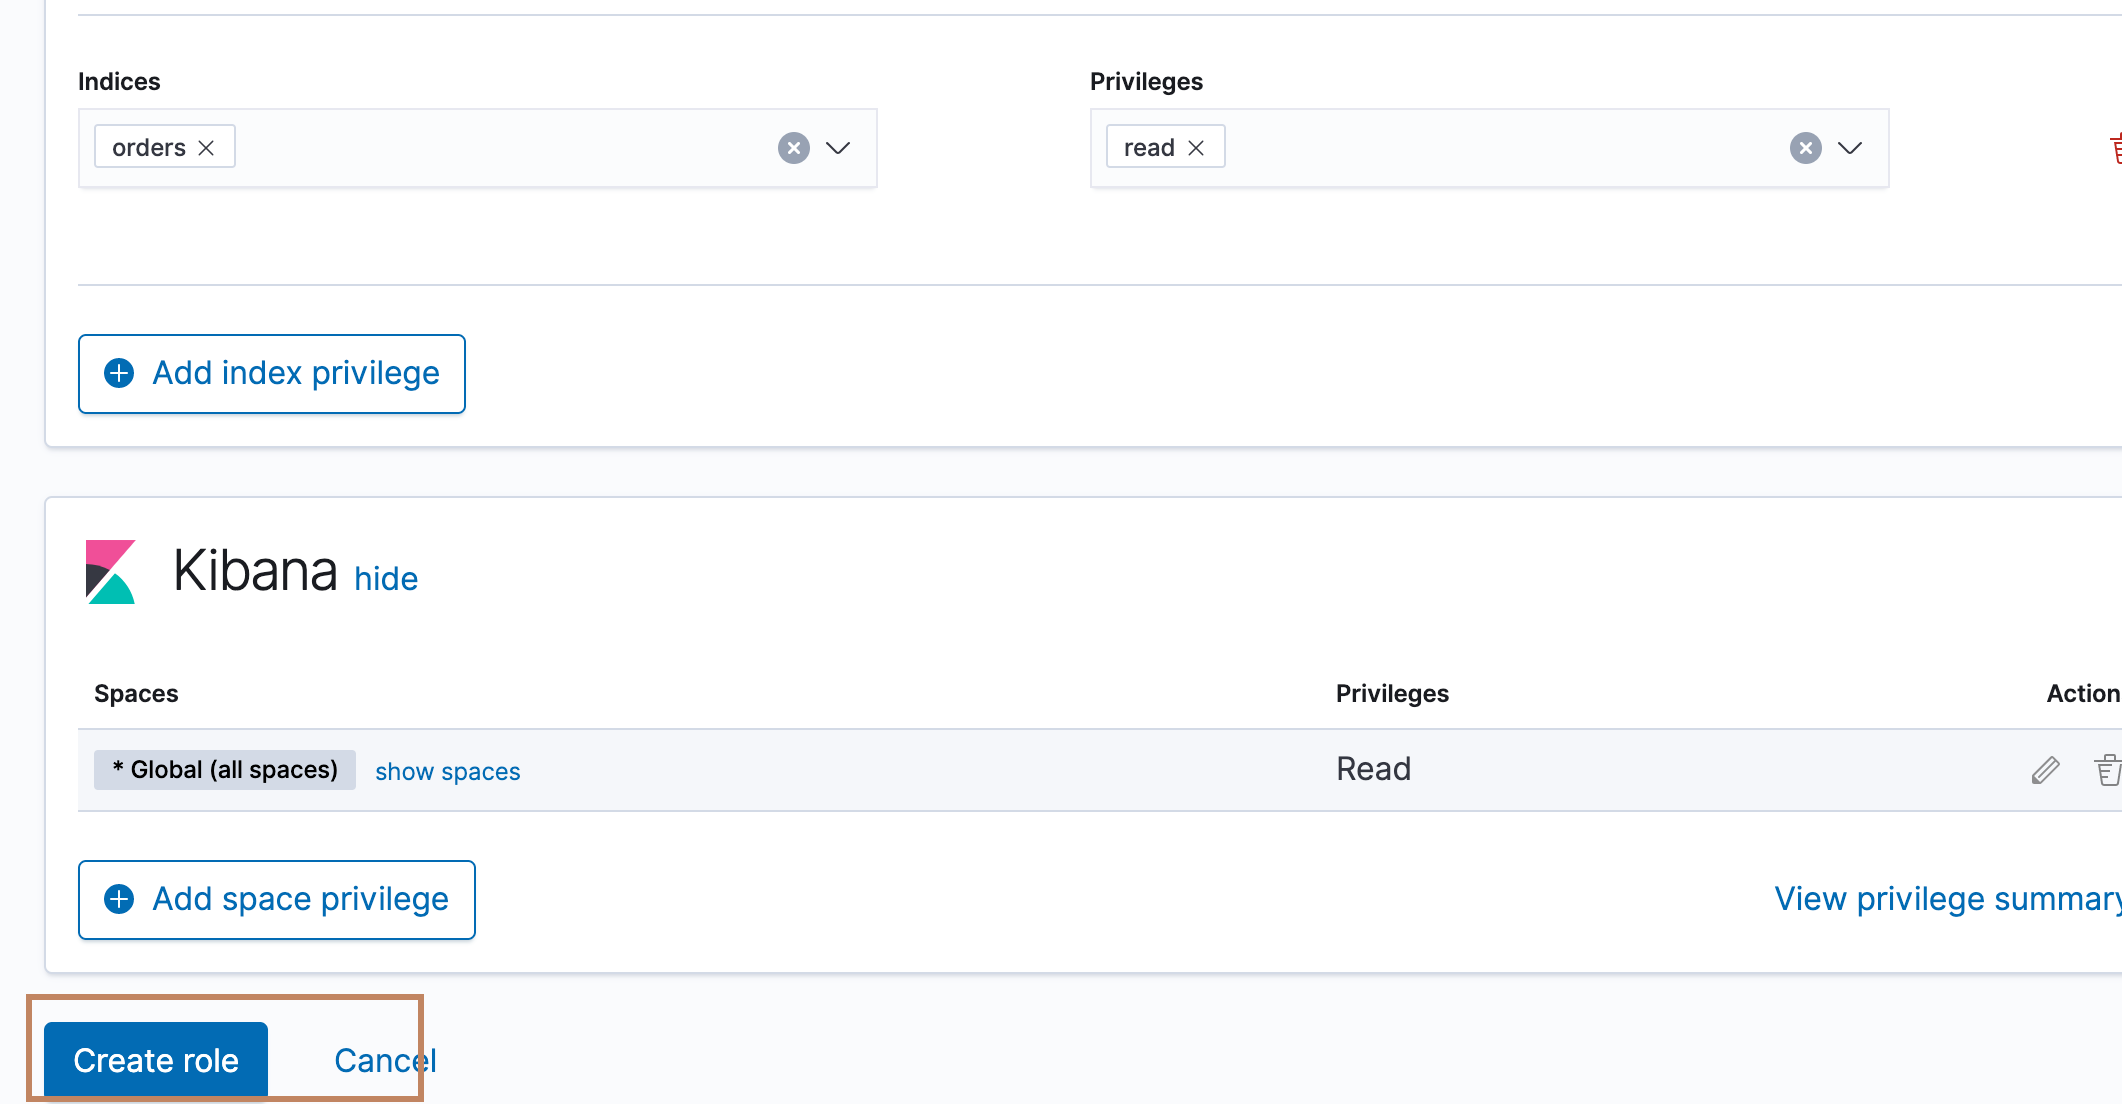 Indices Privileges
orders read
Add index privilege
Kibana hide
Spaces Privileges Action
* Global (all spaces) show spaces Read
Add space privilege View privilege summary
Create role Cancel